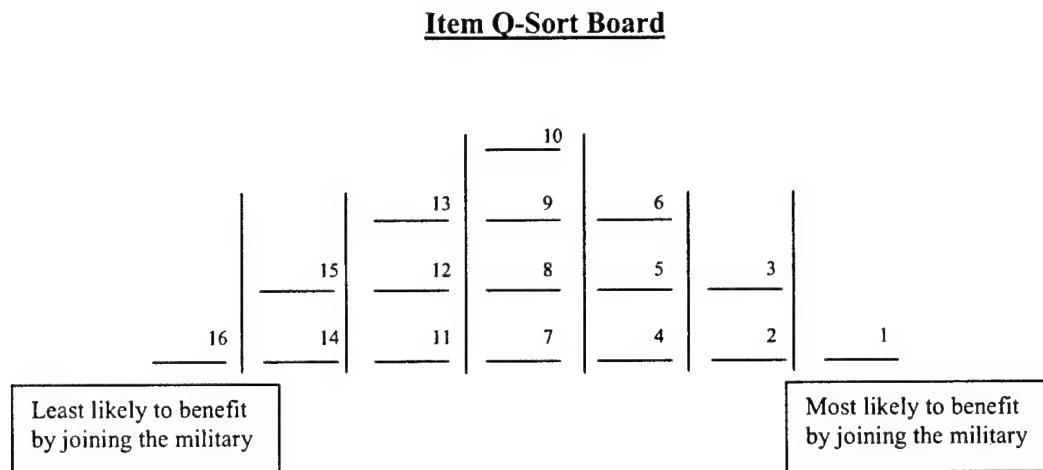 Item Q-Sort Board
10
13 9 6
15 12 8 5 3
16 14 11 7 4 2 1
Least likely to benefit
by joining the military
Most likely to benefit
by joining the military